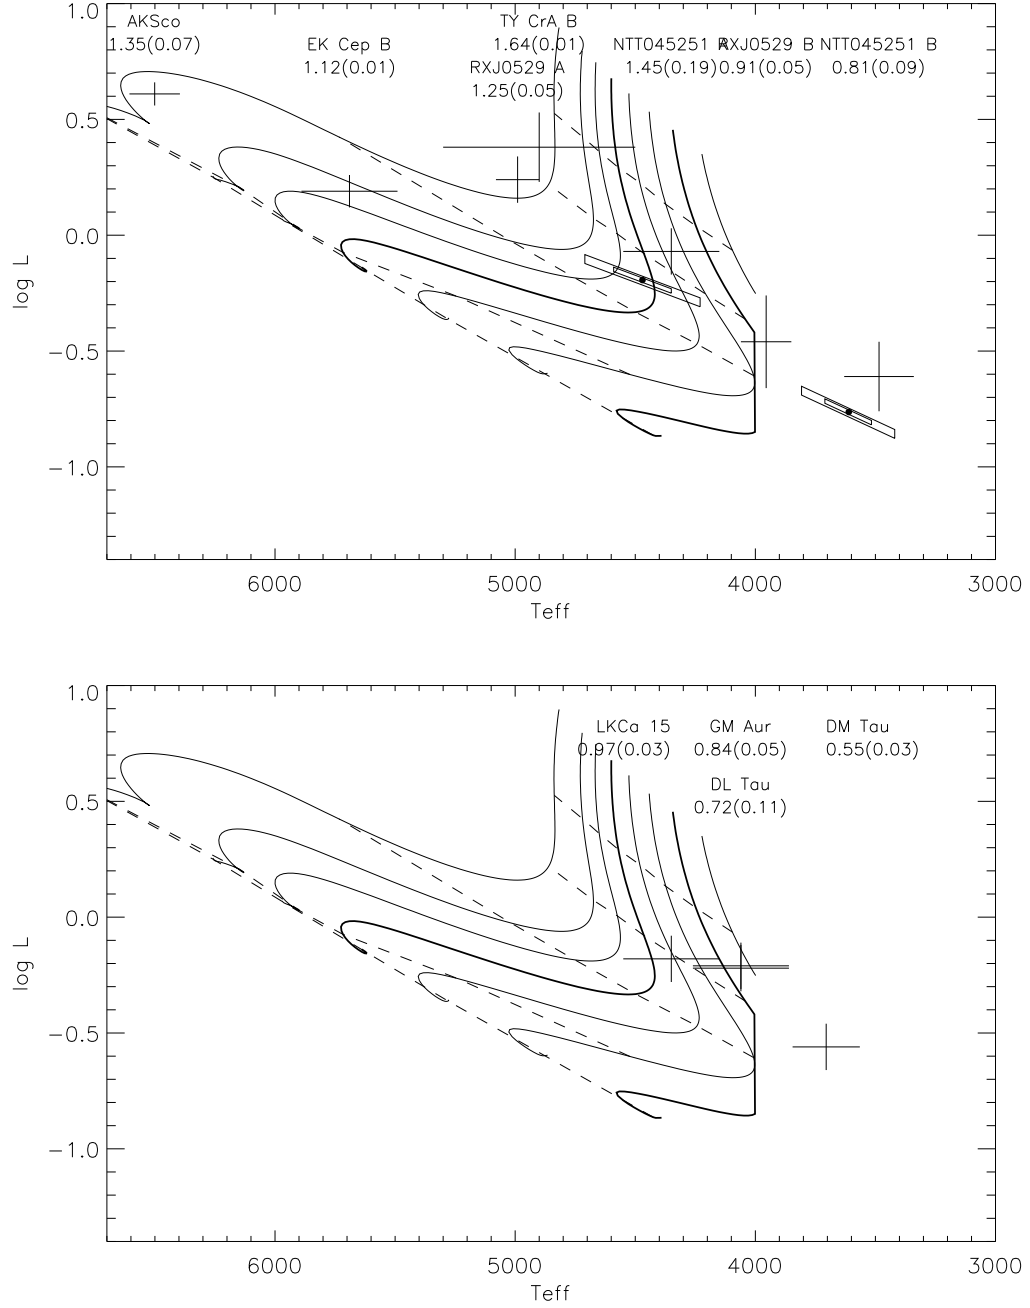 1.0
AKSco
TY CrA B
1.35(0.07)
EK Cep B
1.64(0.01)
NTT045251 A
RXJ0529 B
NTT045251 B
1.12(0.01)
RXJ0529 A
1.45(0.19)
0.91(0.05)
0.81(0.09)
1.25(0.05)
0.5
0.0
log L
−0.5
−1.0
6000 5000 4000 3000
Teff
1.0
LKCa 15 GM Aur DM Tau
0.97(0.03) 0.84(0.05) 0.55(0.03)
DL Tau
0.72(0.11)
0.5
0.0
log L
−0.5
−1.0
6000 5000 4000 3000
Teff